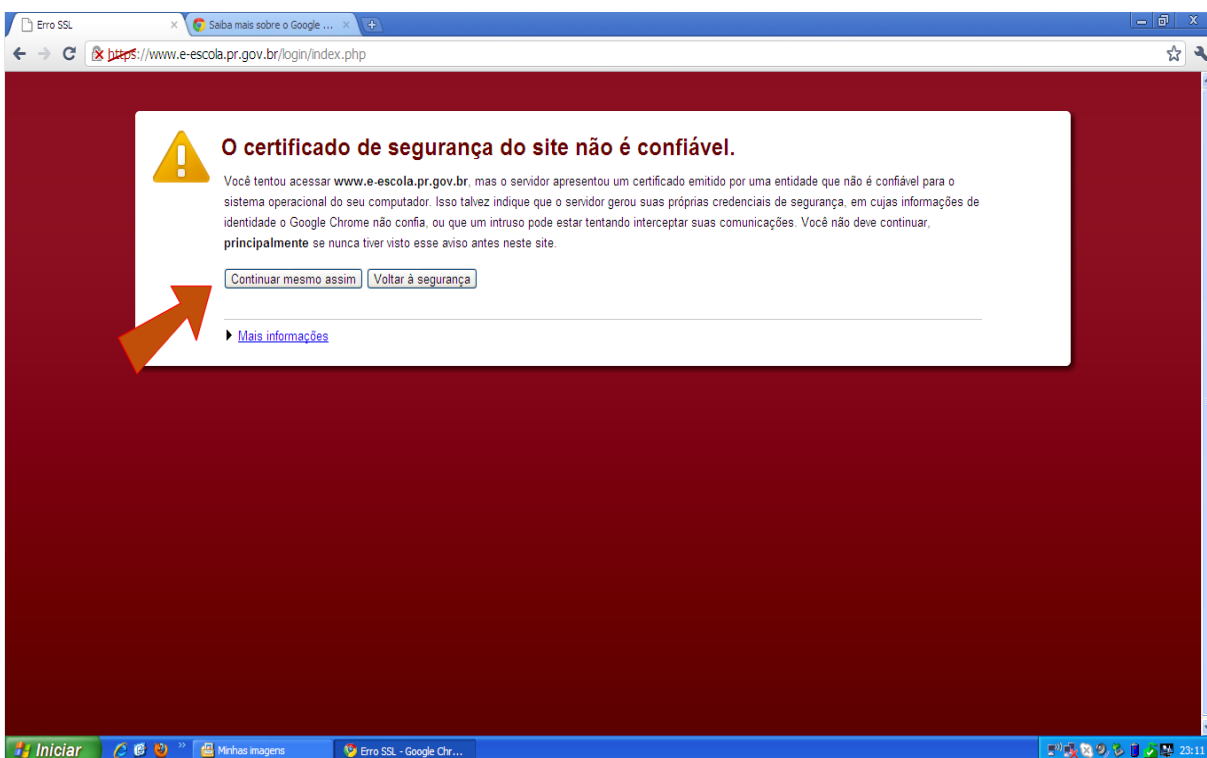 Erro SSL
Saiba mais sobre o Google ...
https://www.e-escola.pr.gov.br/login/index.php
O certificado de segurança do site não é confiável.
Você tentou acessar www.e-escola.pr.gov.br, mas o servidor apresentou um certificado emitido por uma entidade que não é confiável para o
sistema operacional do seu computador. Isso talvez indique que o servidor gerou suas próprias credenciais de segurança, em cujas informações de
identidade o Google Chrome não confia, ou que um intruso pode estar tentando interceptar suas comunicações. Você não deve continuar,
principalmente se nunca tiver visto esse aviso antes neste site.
Continuar mesmo assim Voltar à segurança
Mais informações
Iniciar Minhas imagens Erro SSL - Google Chr... 23:11